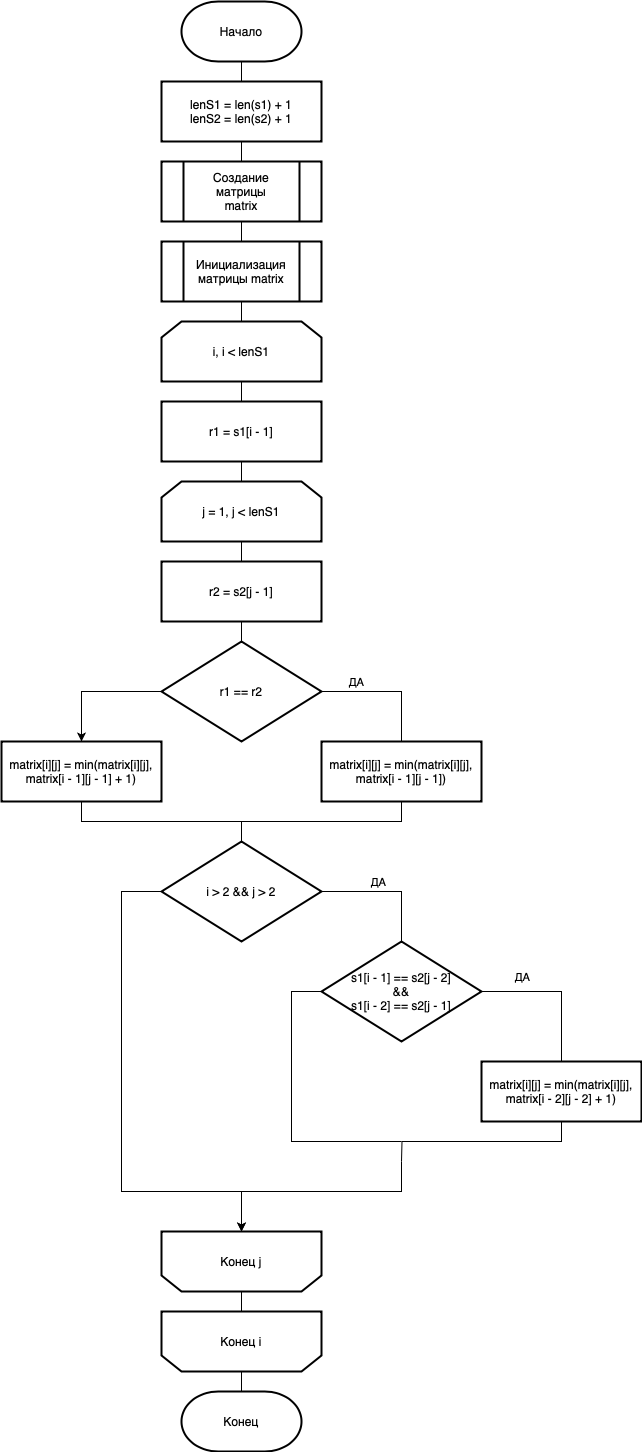 Начало
lenS1 = len(s1) + 1
lenS2 = len(s2) + 1
Создание
матрицы
matrix
Инициализация
матрицы matrix
i, i < lenS1
r1 = s1[i - 1]
j = 1, j < lenS1
r2 = s2[j - 1]
r1 == r2
ДА
matrix[i][j] = min(matrix[i][j],
matrix[i - 1][j - 1] + 1)
matrix[i][j] = min(matrix[i][j],
matrix[i - 1][j - 1])
i > 2 && j > 2
ДА
s1[i - 1] == s2[j - 2]
&&
s1[i - 2] == s2[j - 1]
ДА
matrix[i][j] = min(matrix[i][j],
matrix[i - 2][j - 2] + 1)
Конец j
Конец i
Конец